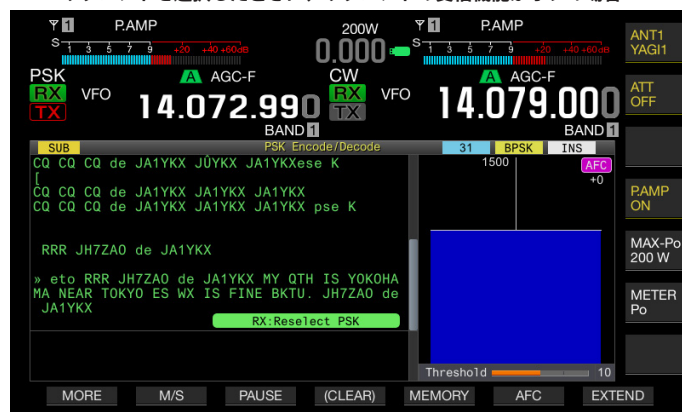 P.AMP 200W P.AMP ANT1
YAGI1
S 1 3 5 7 9 +20 +40 +60dB 0.000 S 1 3 5 7 9 +20 +40 +60dB
PSK A AGC-F CW A AGC-F
RX VFO 14.072.990 RX VFO 14.079.000 ATT
TX TX OFF
BAND 1 BAND 1
SUB PSK Encode/Decode 31 BPSK INS
CQ CQ CQ de JA1YKX JÛYKX JA1YKXese K 1500 AFC
[ +0
CQ CQ CQ de JA1YKX JA1YKX JA1YKX
CQ CQ CQ de JA1YKX JA1YKX JA1YKX pse K P.AMP
ON
RRR JH7ZAO de JA1YKX MAX-Po
200 W
» eto RRR JH7ZAO de JA1YKX MY QTH IS YOKOHA
MA NEAR TOKYO ES WX IS FINE BKTU. JH7ZAO de METER
JA1YKX Po
RX:Reselect PSK
Threshold 10
MORE M/S PAUSE (CLEAR) MEMORY AFC EXTEND